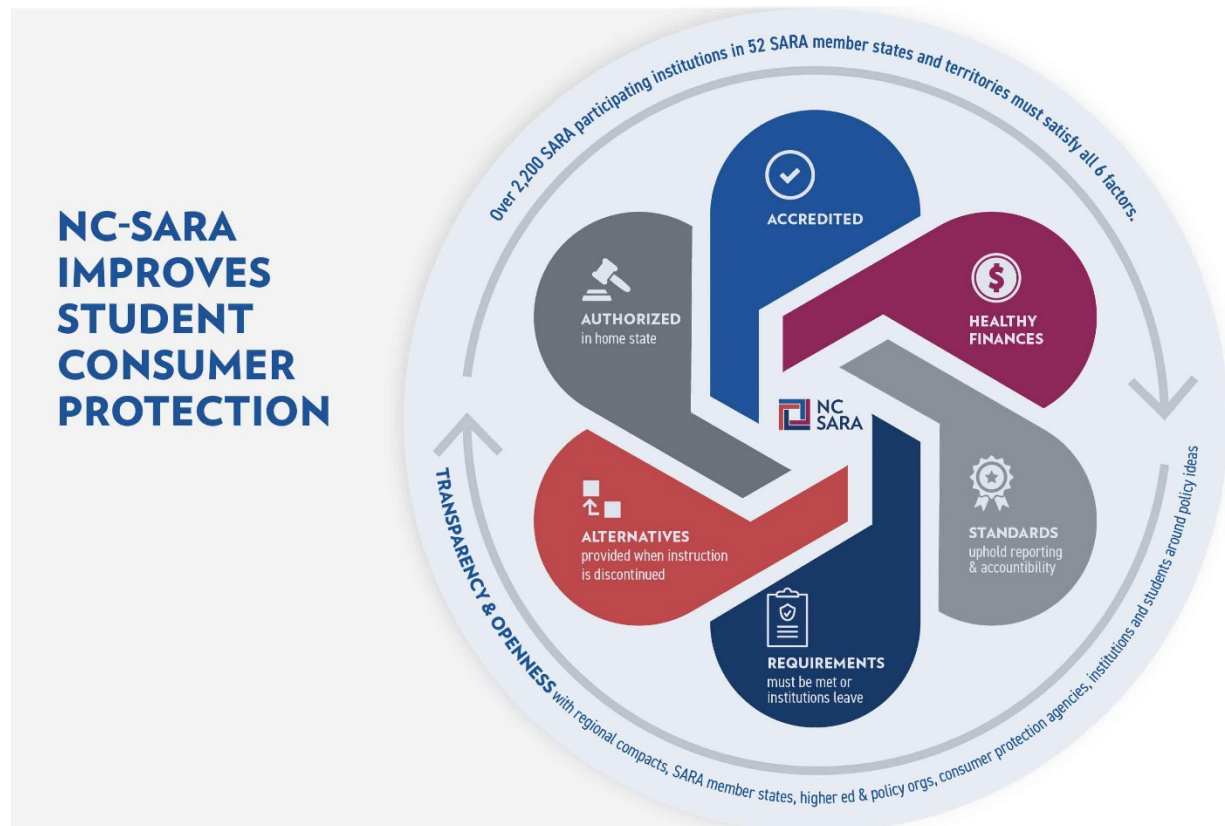 NC-SARA
IMPROVES
STUDENT
CONSUMER
PROTECTION
Over 2,200 SARA participating institutions in 52 SARA member states and territories must satisfy all 6 factors.
ACCREDITED
HEALTHY
FINANCES
STANDARDS
uphold reporting
& accountibility
REQUIREMENTS
must be met or
institutions leave
ALTERNATIVES
provided when instruction
is discontinued
AUTHORIZED
in home state
NC
SARA
TRANSPARENCY & OPENNESS with regional compacts, SARA member states, higher ed & policy orgs, consumer protection agencies, institutions and students around policy ideas